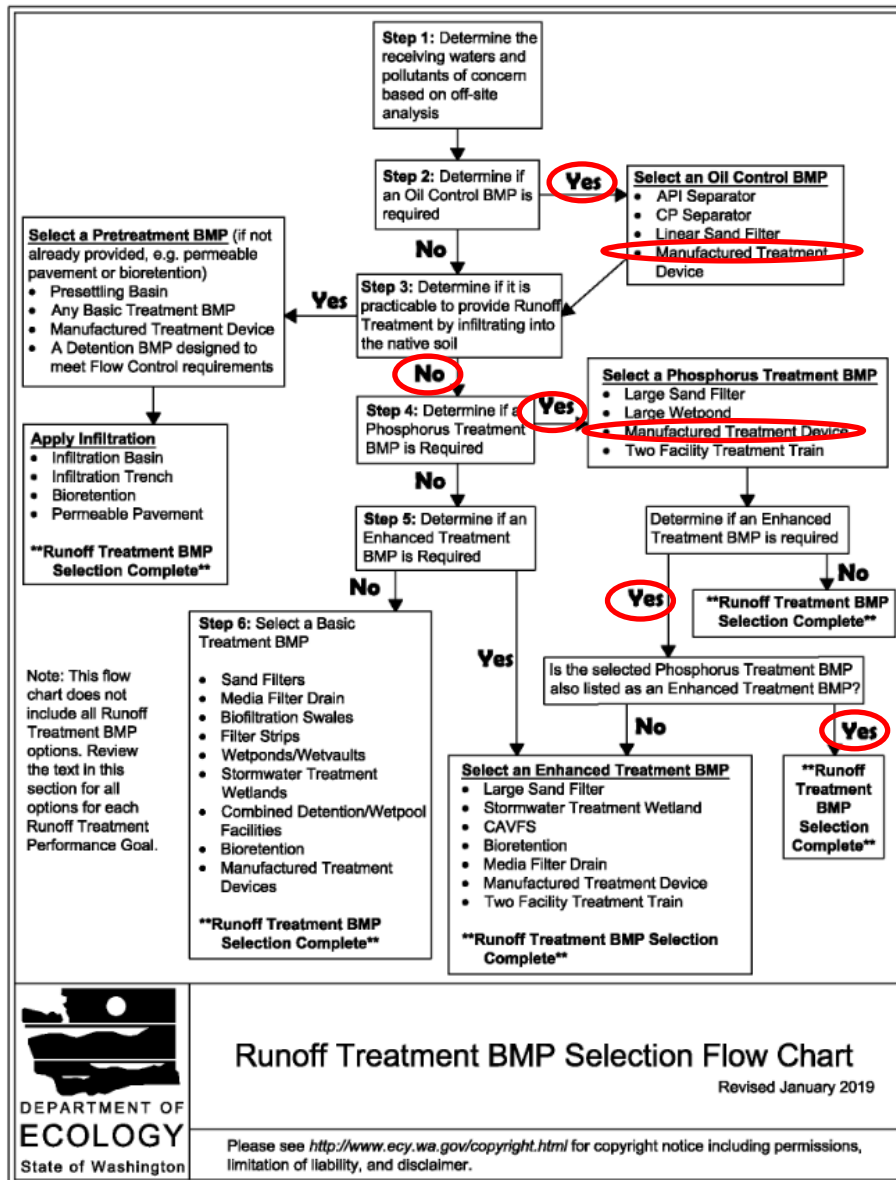 Step 1: Determine the
receiving waters and
pollutants of concern
based on off-site
analysis
Step 2: Determine if
an Oil Control BMP is
required
Yes
Select an Oil Control BMP
• API Separator
• CP Separator
• Linear Sand Filter
• Manufactured Treatment
Device
No
Select a Pretreatment BMP (if not
already provided, e.g. permeable
pavement or bioretention)
• Presettling Basin
• Any Basic Treatment BMP
• Manufactured Treatment Device
• A Detention BMP designed to
meet Flow Control requirements
Yes
Step 3: Determine if it is
practicable to provide Runoff
Treatment by infiltrating into
the native soil
No
Apply Infiltration
• Infiltration Basin
• Infiltration Trench
• Bioretention
• Permeable Pavement
**Runoff Treatment BMP
Selection Complete**
Step 4: Determine if a
Phosphorus Treatment
BMP is Required
Yes
Select a Phosphorus Treatment BMP
• Large Sand Filter
• Large Wetpond
• Manufactured Treatment Device
• Two Facility Treatment Train
No
Step 5: Determine if an
Enhanced Treatment
BMP is Required
Determine if an Enhanced
Treatment BMP is required
No
**Runoff Treatment BMP
Selection Complete**
Yes
No
Yes
Is the selected Phosphorus Treatment BMP
also listed as an Enhanced Treatment BMP?
No
Yes
**Runoff
Treatment
BMP
Selection
Complete**
Note: This flow
chart does not
include all Runoff
Treatment BMP
options. Review
the text in this
section for all
options for each
Runoff Treatment
Performance Goal.
Step 6: Select a Basic
Treatment BMP
• Sand Filters
• Media Filter Drain
• Biofiltration Swales
• Filter Strips
• Wetponds/Wetvaults
• Stormwater Treatment
Wetlands
• Combined Detention/Wetpool
Facilities
• Bioretention
• Manufactured Treatment
Devices
**Runoff Treatment BMP
Selection Complete**
Select an Enhanced Treatment BMP
• Large Sand Filter
• Stormwater Treatment Wetland
• CAVFS
• Bioretention
• Media Filter Drain
• Manufactured Treatment Device
• Two Facility Treatment Train
**Runoff Treatment BMP Selection
Complete**
DEPARTMENT OF
ECOLOGY
State of Washington
Runoff Treatment BMP Selection Flow Chart
Revised January 2019
Please see http://www.ecy.wa.gov/copyright.html for copyright notice including permissions,
limitation of liability, and disclaimer.